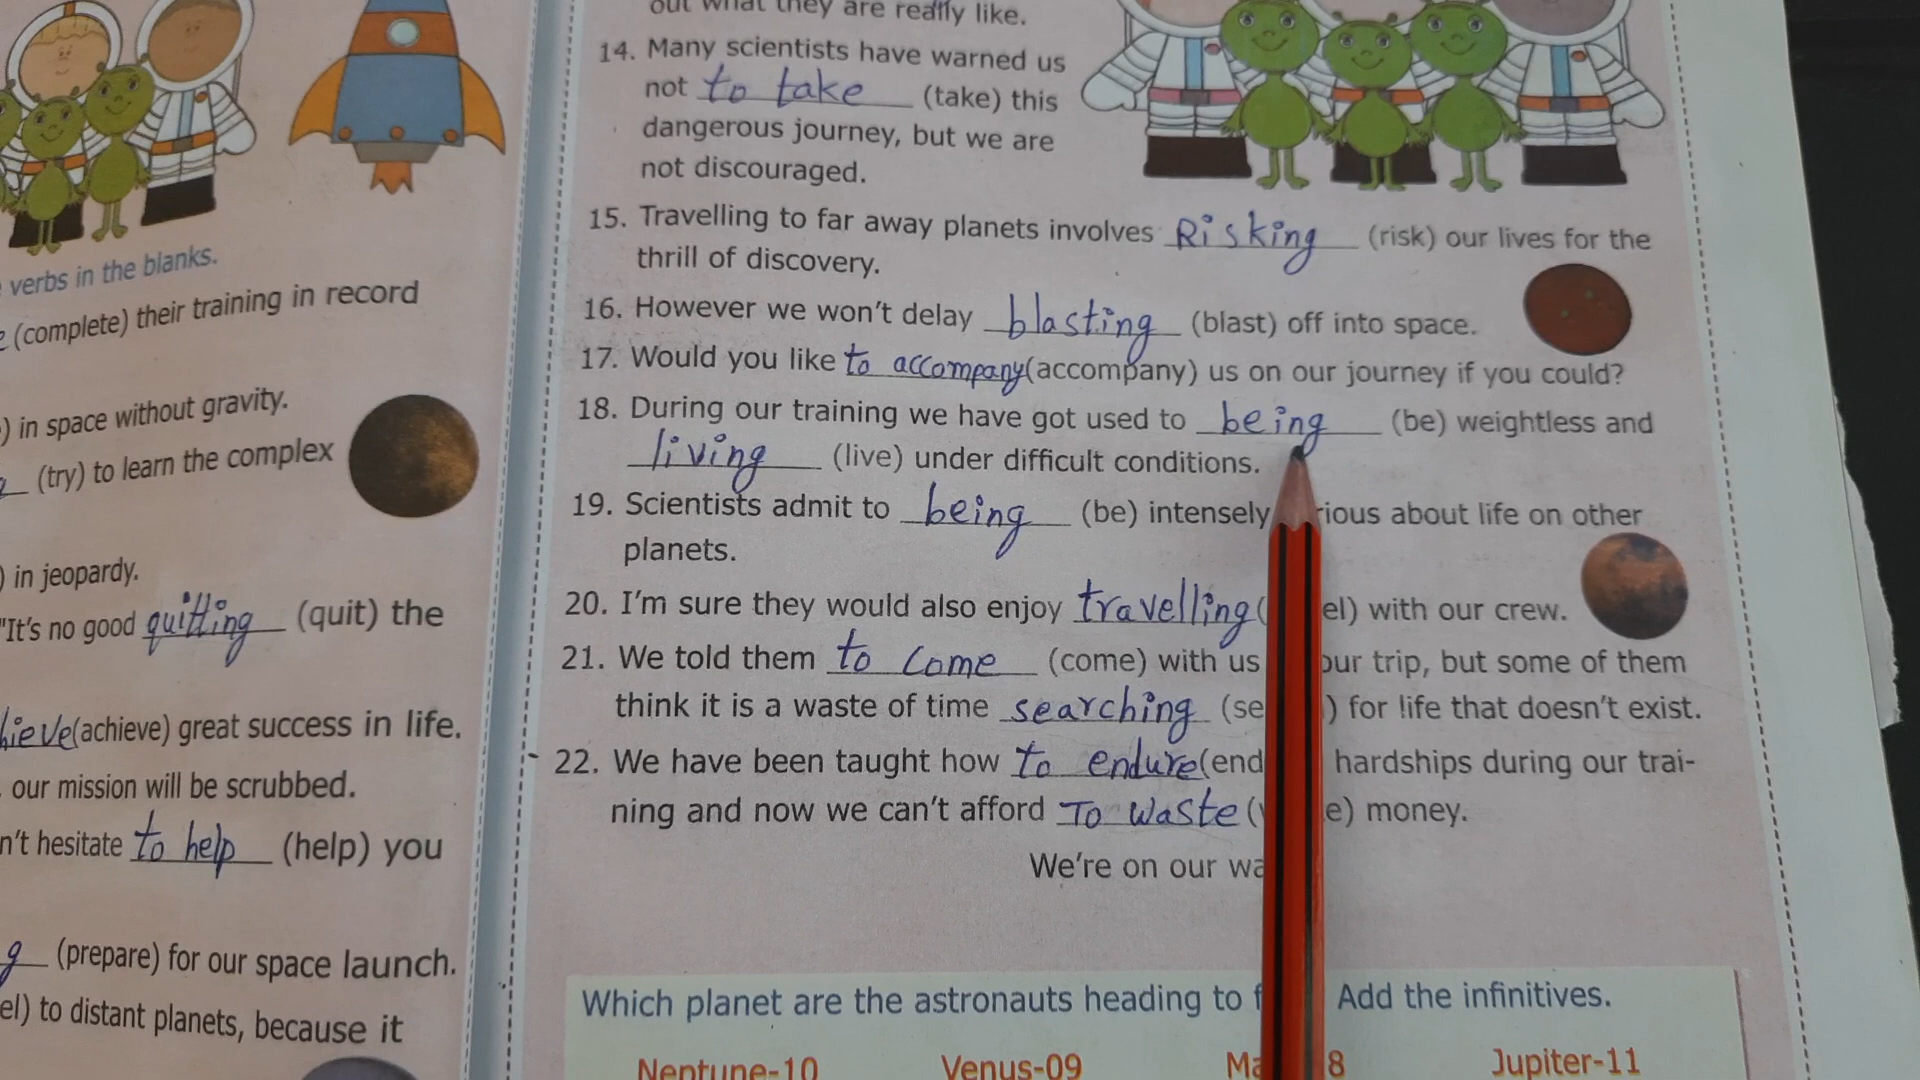 verbs in the blanks.
(complete) their training in record
) in space without gravity.
(try) to learn the complex
) in jeopardy.
"It's no good quitting (quit) the
(achieve) great success in life.
our mission will be scrubbed.
n't hesitate to help (help) you
(prepare) for our space launch.
el) to distant planets, because it
out what they are really like.
14. Many scientists have warned us
not to take (take) this
dangerous journey, but we are
not discouraged.
15. Travelling to far away planets involves Risking (risk) our lives for the
thrill of discovery.
16. However we won't delay blasting (blast) off into space.
17. Would you like to accompany (accompany) us on our journey if you could?
18. During our training we have got used to being (be) weightless and
living (live) under difficult conditions.
19. Scientists admit to being (be) intensely rious about life on other
planets.
20. I'm sure they would also enjoy travelling ( el) with our crew.
21. We told them to come (come) with us our trip, but some of them
think it is a waste of time searching (se ) for life that doesn't exist.
22. We have been taught how to endure (end hardships during our trai-
ning and now we can't afford To waste ( e) money.
We're on our wa
Which planet are the astronauts heading to f Add the infinitives.
Neptune-10 Venus-09 Ma 8 Jupiter-11